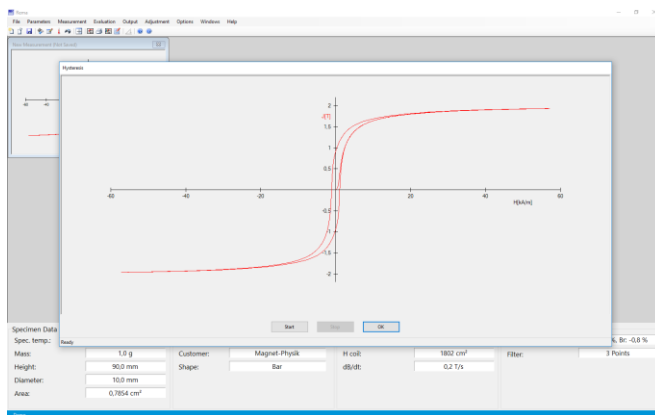 Remа
File Parameters Measurement Evaluation Output Adjustment Options Windows Help
Hysteresis
2
J[T]
1,5
1
0.5
-60 -40 -20 20 40 60
H[kA/m]
-0.5
-1
-1,5
-2
Start OK
Ready
Specimen Data
Spec. temp.:
%, Br: -0,8 %
Mass: 1,0 g Customer: Magnet-Physik H coil: 1802 cm² Filter: 3 Points
Height: 90,0 mm Shape: Bar dB/dt: 0,2 T/s
Diameter: 10,0 mm
Area: 0,7854 cm²